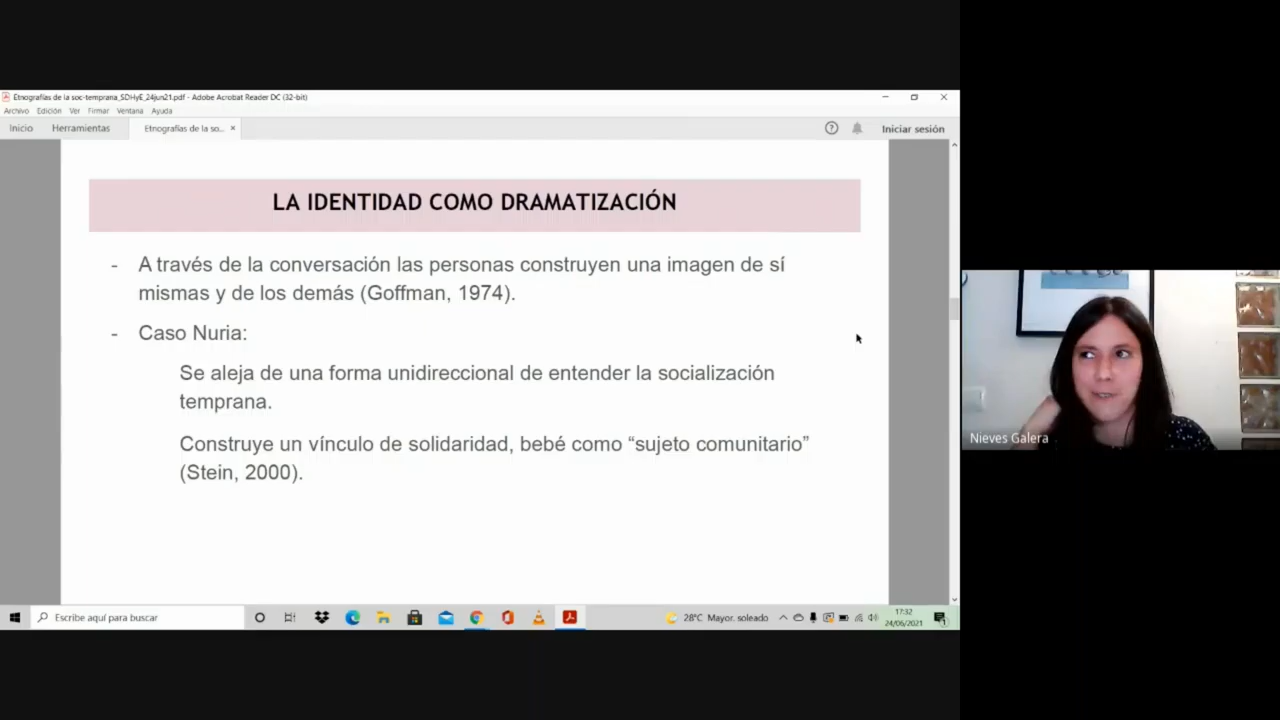 Etnografías de la soc-temprana_SDHyE_24jun21.pdf - Adobe Acrobat Reader DC (32-bit)
Archivo Edición Ver Firmar Ventana Ayuda
Inicio Herramientas Etnografías de la so... × Iniciar sesión
LA IDENTIDAD COMO DRAMATIZACIÓN
- A través de la conversación las personas construyen una imagen de sí
mismas y de los demás (Goffman, 1974).
- Caso Nuria:
Se aleja de una forma unidireccional de entender la socialización
temprana.
Construye un vínculo de solidaridad, bebé como “sujeto comunitario”
(Stein, 2000).
Nieves Galera
Escribe aquí para buscar
28°C Mayor. soleado
17:32
24/06/2021